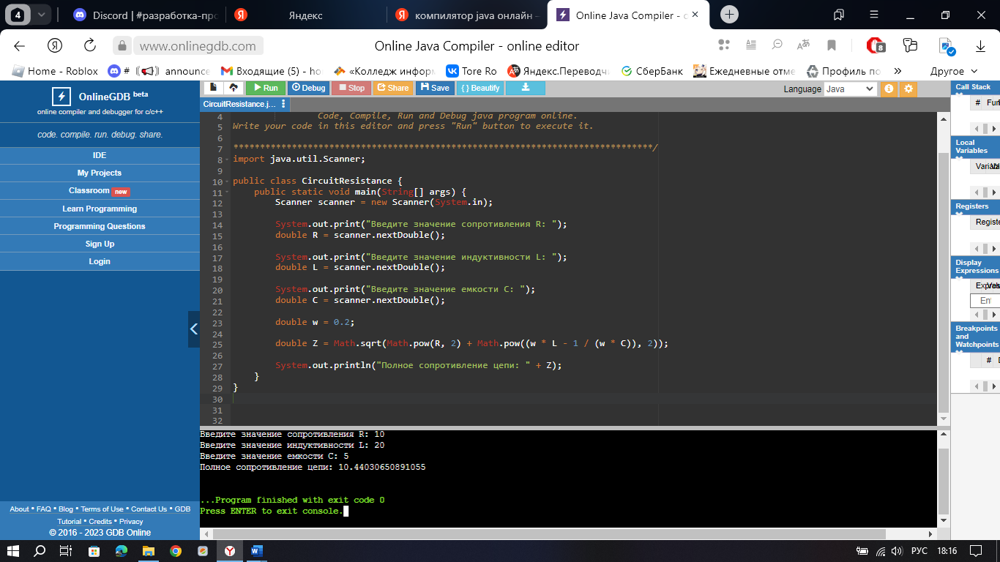 4
Discord | #разработка-про
Яндекс
компилятор java онлайн –
Online Java Compiler - o
www.onlinegdb.com
Online Java Compiler - online editor
8
Home - Roblox
announce
Входящие (5) - ho
«Колледж информ
Tore Ro
Яндекс.Переводч
СберБанк
Ежедневные отме
Профиль по
»
Другое
OnlineGDB beta
online compiler and debugger for c/c++
code. compile. run. debug. share.
IDE
My Projects
Classroom new
Learn Programming
Programming Questions
Sign Up
Login
About • FAQ • Blog • Terms of Use • Contact Us • GDB
Tutorial • Credits • Privacy
© 2016 - 2023 GDB Online
Run
Debug
Stop
Share
Save
{ } Beautify
Language Java
CircuitResistance.j...
4 Code, Compile, Run and Debug java program online.
5 Write your code in this editor and press "Run" button to execute it.
6
7 *******************************************************************************/
8 import java.util.Scanner;
9
10 public class CircuitResistance {
11 public static void main(String[] args) {
12 Scanner scanner = new Scanner(System.in);
13
14 System.out.print("Введите значение сопротивления R: ");
15 double R = scanner.nextDouble();
16
17 System.out.print("Введите значение индуктивности L: ");
18 double L = scanner.nextDouble();
19
20 System.out.print("Введите значение емкости C: ");
21 double C = scanner.nextDouble();
22
23 double w = 0.2;
24
25 double Z = Math.sqrt(Math.pow(R, 2) + Math.pow((w * L - 1 / (w * C)), 2));
26
27 System.out.println("Полное сопротивление цепи: " + Z);
28 }
29 }
30
31
32
Введите значение сопротивления R: 10
Введите значение индуктивности L: 20
Введите значение емкости C: 5
Полное сопротивление цепи: 10.44030650891055
...Program finished with exit code 0
Press ENTER to exit console.
Call Stack
# Fun
Local
Variables
Registers
Registe
Display
Expressions
Breakpoints
and
Watchpoints
#
РУС
18:16